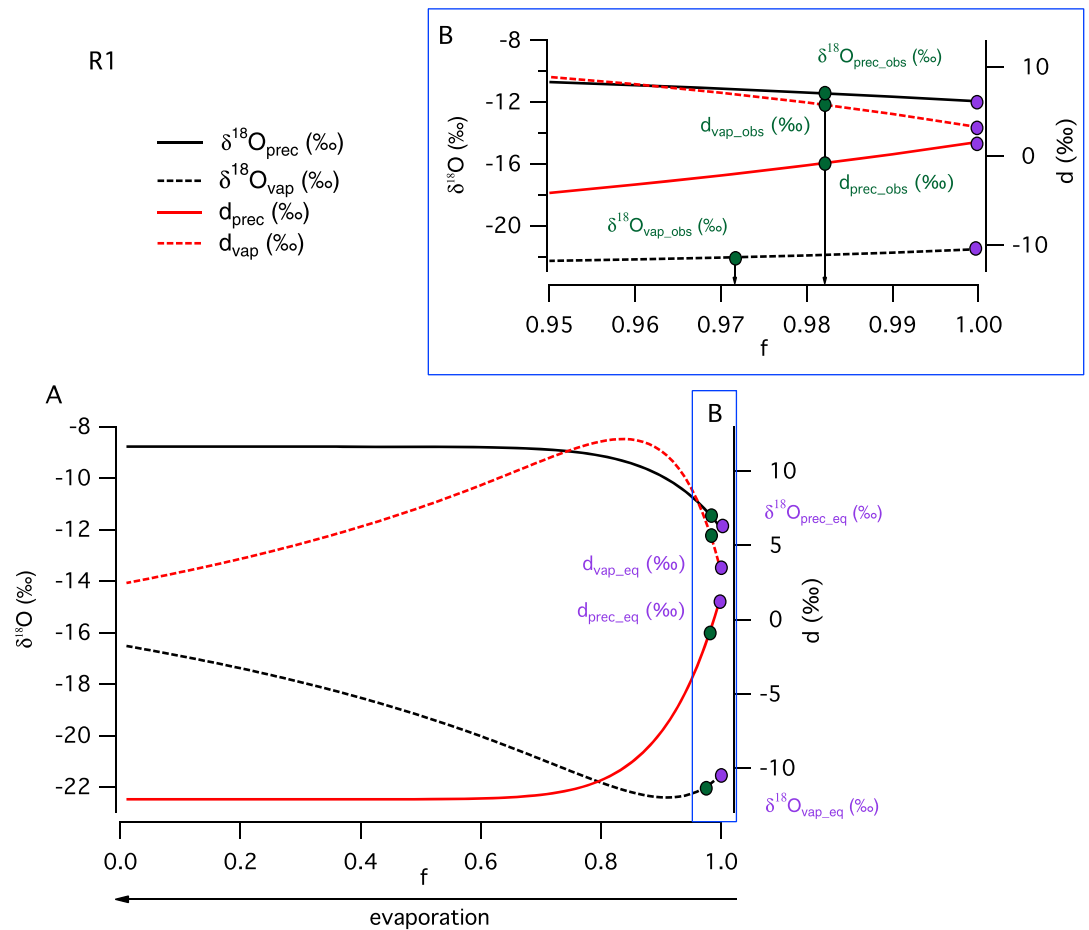 R1
δ18Oprec (‰)
δ18Ovap (‰)
dprec (‰)
dvap (‰)
B
-8
-12
-16
-20
δ18O (‰)
10
0
-10
d (‰)
δ18Oprec_obs (‰)
dvap_obs (‰)
dprec_obs (‰)
δ18Ovap_obs (‰)
0.95 0.96 0.97 0.98 0.99 1.00
f
A
B
-8
-10
-12
-14
-16
-18
-20
-22
δ18O (‰)
10
5
0
-5
-10
d (‰)
δ18Oprec_eq (‰)
dvap_eq (‰)
dprec_eq (‰)
δ18Ovap_eq (‰)
0.0 0.2 0.4 0.6 0.8 1.0
f
evaporation